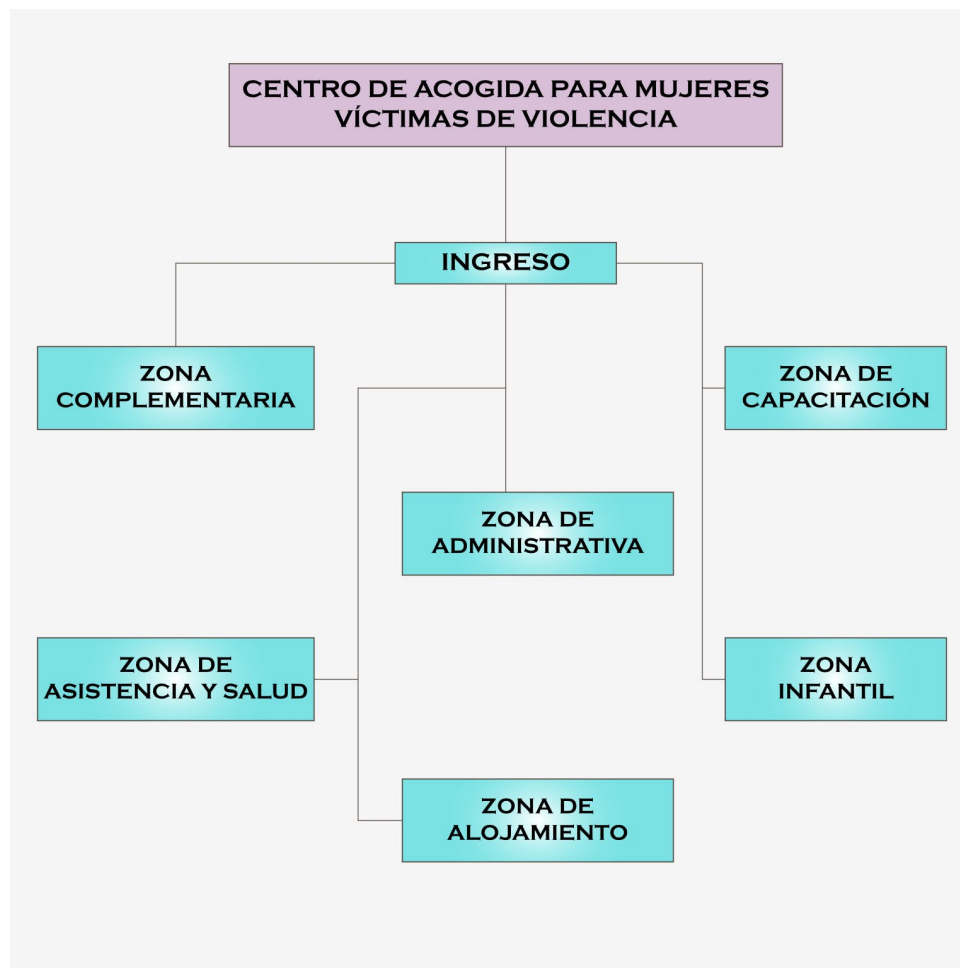 CENTRO DE ACOGIDA PARA MUJERES
VÍCTIMAS DE VIOLENCIA
INGRESO
ZONA
COMPLEMENTARIA
ZONA DE
CAPACITACIÓN
ZONA DE
ADMINISTRATIVA
ZONA DE
ASISTENCIA Y SALUD
ZONA
INFANTIL
ZONA DE
ALOJAMIENTO